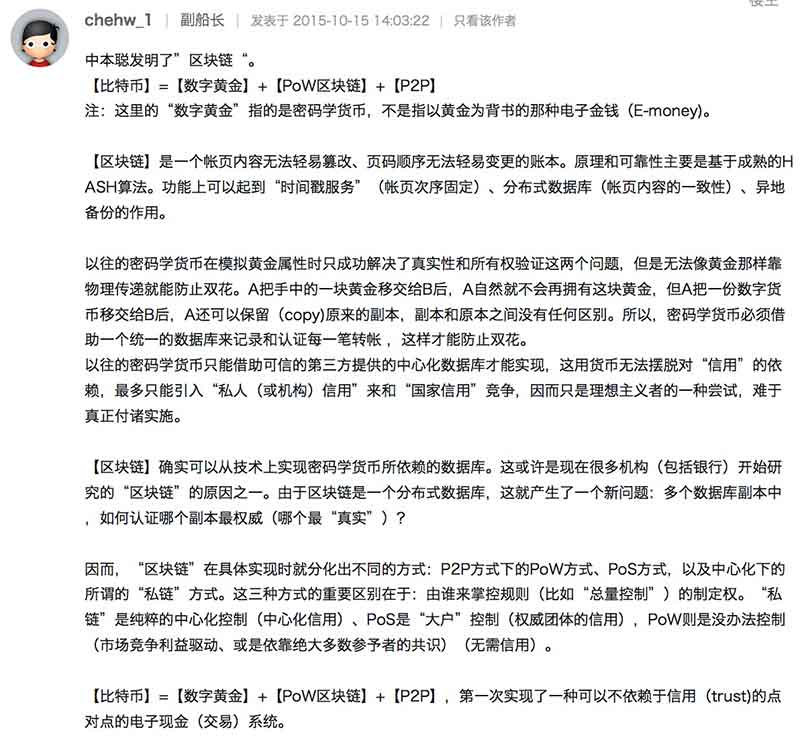 楼主
chehw_1 | 副船长 | 发表于 2015-10-15 14:03:22 | 只看该作者
中本聪发明了”区块链“。
【比特币】=【数字黄金】+【PoW区块链】+【P2P】
注：这里的“数字黄金”指的是密码学货币，不是指以黄金为背书的那种电子金钱（E-money)。
【区块链】是一个帐页内容无法轻易篡改、页码顺序无法轻易变更的账本。原理和可靠性主要是基于成熟的H
ASH算法。功能上可以起到“时间戳服务”（帐页次序固定）、分布式数据库（帐页内容的一致性）、异地
备份的作用。
以往的密码学货币在模拟黄金属性时只成功解决了真实性和所有权验证这两个问题，但是无法像黄金那样靠
物理传递就能防止双花。A把手中的一块黄金移交给B后，A自然就不会再拥有这块黄金，但A把一份数字货
币移交给B后，A还可以保留（copy)原来的副本，副本和原本之间没有任何区别。所以，密码学货币必须借
助一个统一的数据库来记录和认证每一笔转帐 ，这样才能防止双花。
以往的密码学货币只能借助可信的第三方提供的中心化数据库才能实现，这用货币无法摆脱对“信用”的依
赖，最多只能引入“私人（或机构）信用”来和“国家信用”竞争，因而只是理想主义者的一种尝试，难于
真正付诸实施。
【区块链】确实可以从技术上实现密码学货币所依赖的数据库。这或许是现在很多机构（包括银行）开始研
究的“区块链”的原因之一。由于区块链是一个分布式数据库，这就产生了一个新问题：多个数据库副本中
，如何认证哪个副本最权威（哪个最“真实”）？
因而，“区块链”在具体实现时就分化出不同的方式：P2P方式下的PoW方式、PoS方式，以及中心化下的
所谓的“私链”方式。这三种方式的重要区别在于：由谁来掌控规则（比如“总量控制”）的制定权。“私
链”是纯粹的中心化控制（中心化信用）、PoS是“大户”控制（权威团体的信用），PoW则是没办法控制
（市场竞争利益驱动、或是依靠绝大多数参予者的共识）（无需信用）。
【比特币】=【数字黄金】+【PoW区块链】+【P2P】，第一次实现了一种可以不依赖于信用（trust)的点
对点的电子现金（交易）系统。